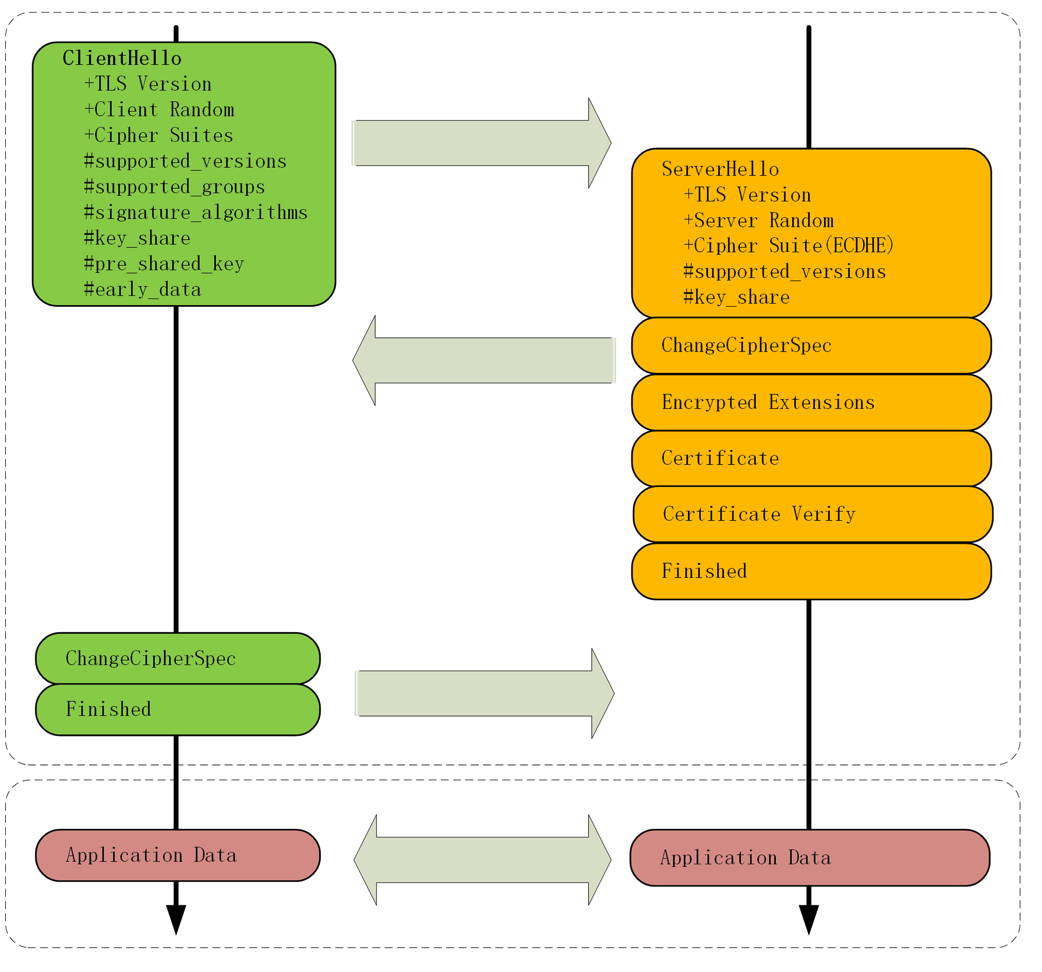 ClientHello
+TLS Version
+Client Random
+Cipher Suites
#supported_versions
#supported_groups
#signature_algorithms
#key_share
#pre_shared_key
#early_data
ServerHello
+TLS Version
+Server Random
+Cipher Suite(ECDHE)
#supported_versions
#key_share
ChangeCipherSpec
Encrypted Extensions
Certificate
Certificate Verify
Finished
ChangeCipherSpec
Finished
Application Data
Application Data